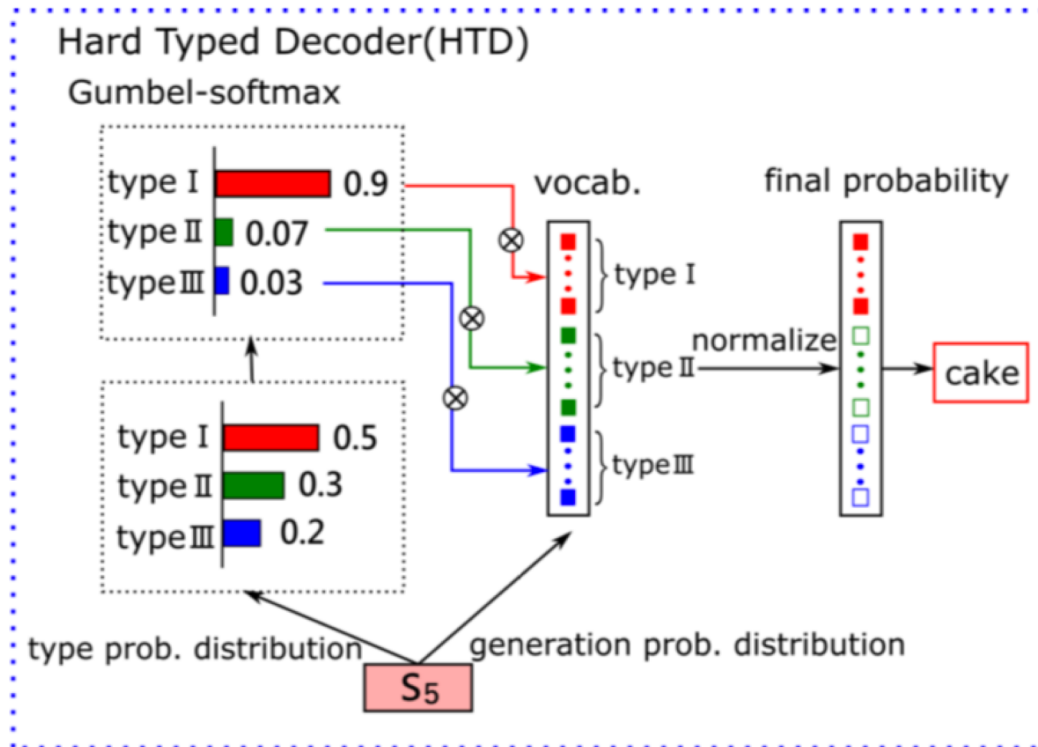 Hard Typed Decoder(HTD)
Gumbel-softmax
type Ⅰ 0.9
type Ⅱ 0.07
type Ⅲ 0.03
vocab.
final probability
type Ⅰ
type Ⅱ
type Ⅲ
normalize
cake
type Ⅰ 0.5
type Ⅱ 0.3
type Ⅲ 0.2
type prob. distribution
generation prob. distribution
S5